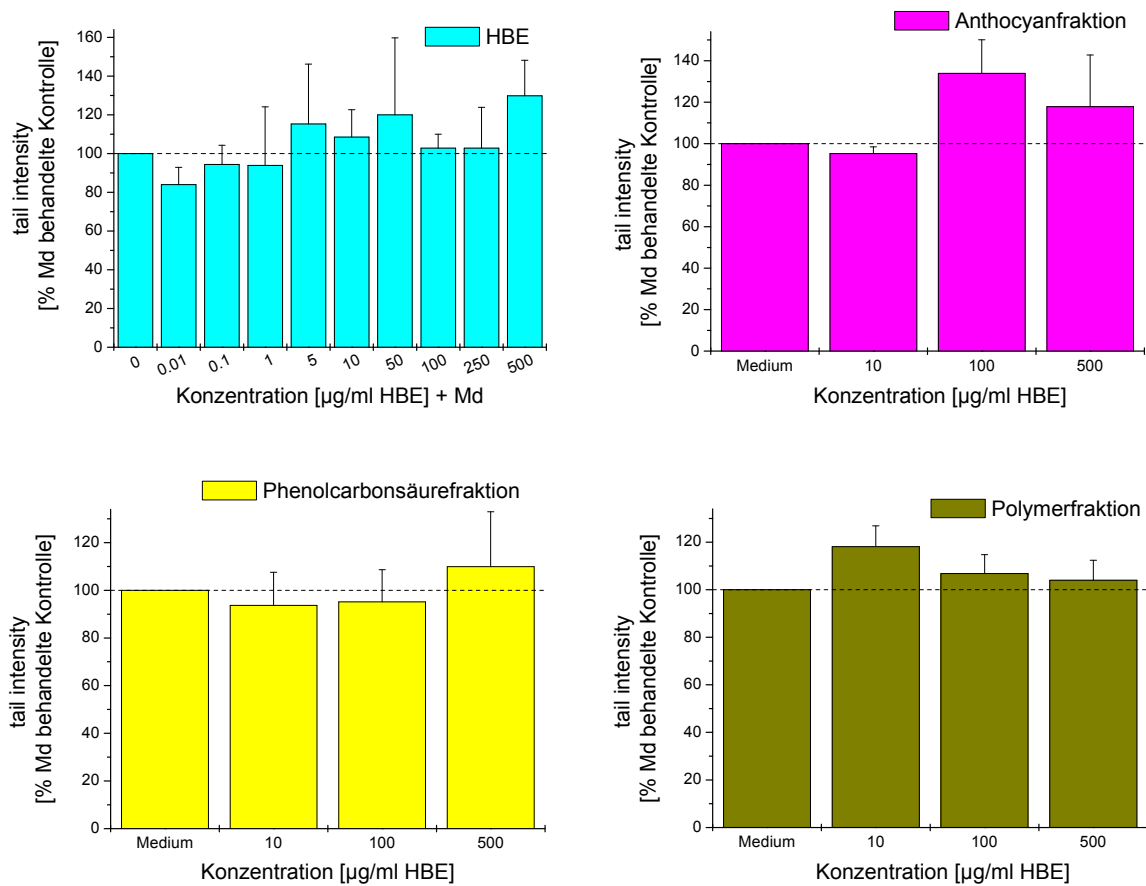 HBE
160
140
120
100
80
60
40
20
0
tail intensity
[% Md behandelte Kontrolle]
0 0.01 0.1 1 5 10 50 100 250 500
Konzentration [µg/ml HBE] + Md
Anthocyanfraktion
140
120
100
80
60
40
20
0
tail intensity
[% Md behandelte Kontrolle]
Medium 10 100 500
Konzentration [µg/ml HBE]
Phenolcarbonsäurefraktion
120
100
80
60
40
20
0
tail intensity
[% Md behandelte Kontrolle]
Medium 10 100 500
Konzentration [µg/ml HBE]
Polymerfraktion
120
100
80
60
40
20
0
tail intensity
[% Md behandelte Kontrolle]
Medium 10 100 500
Konzentration [µg/ml HBE]